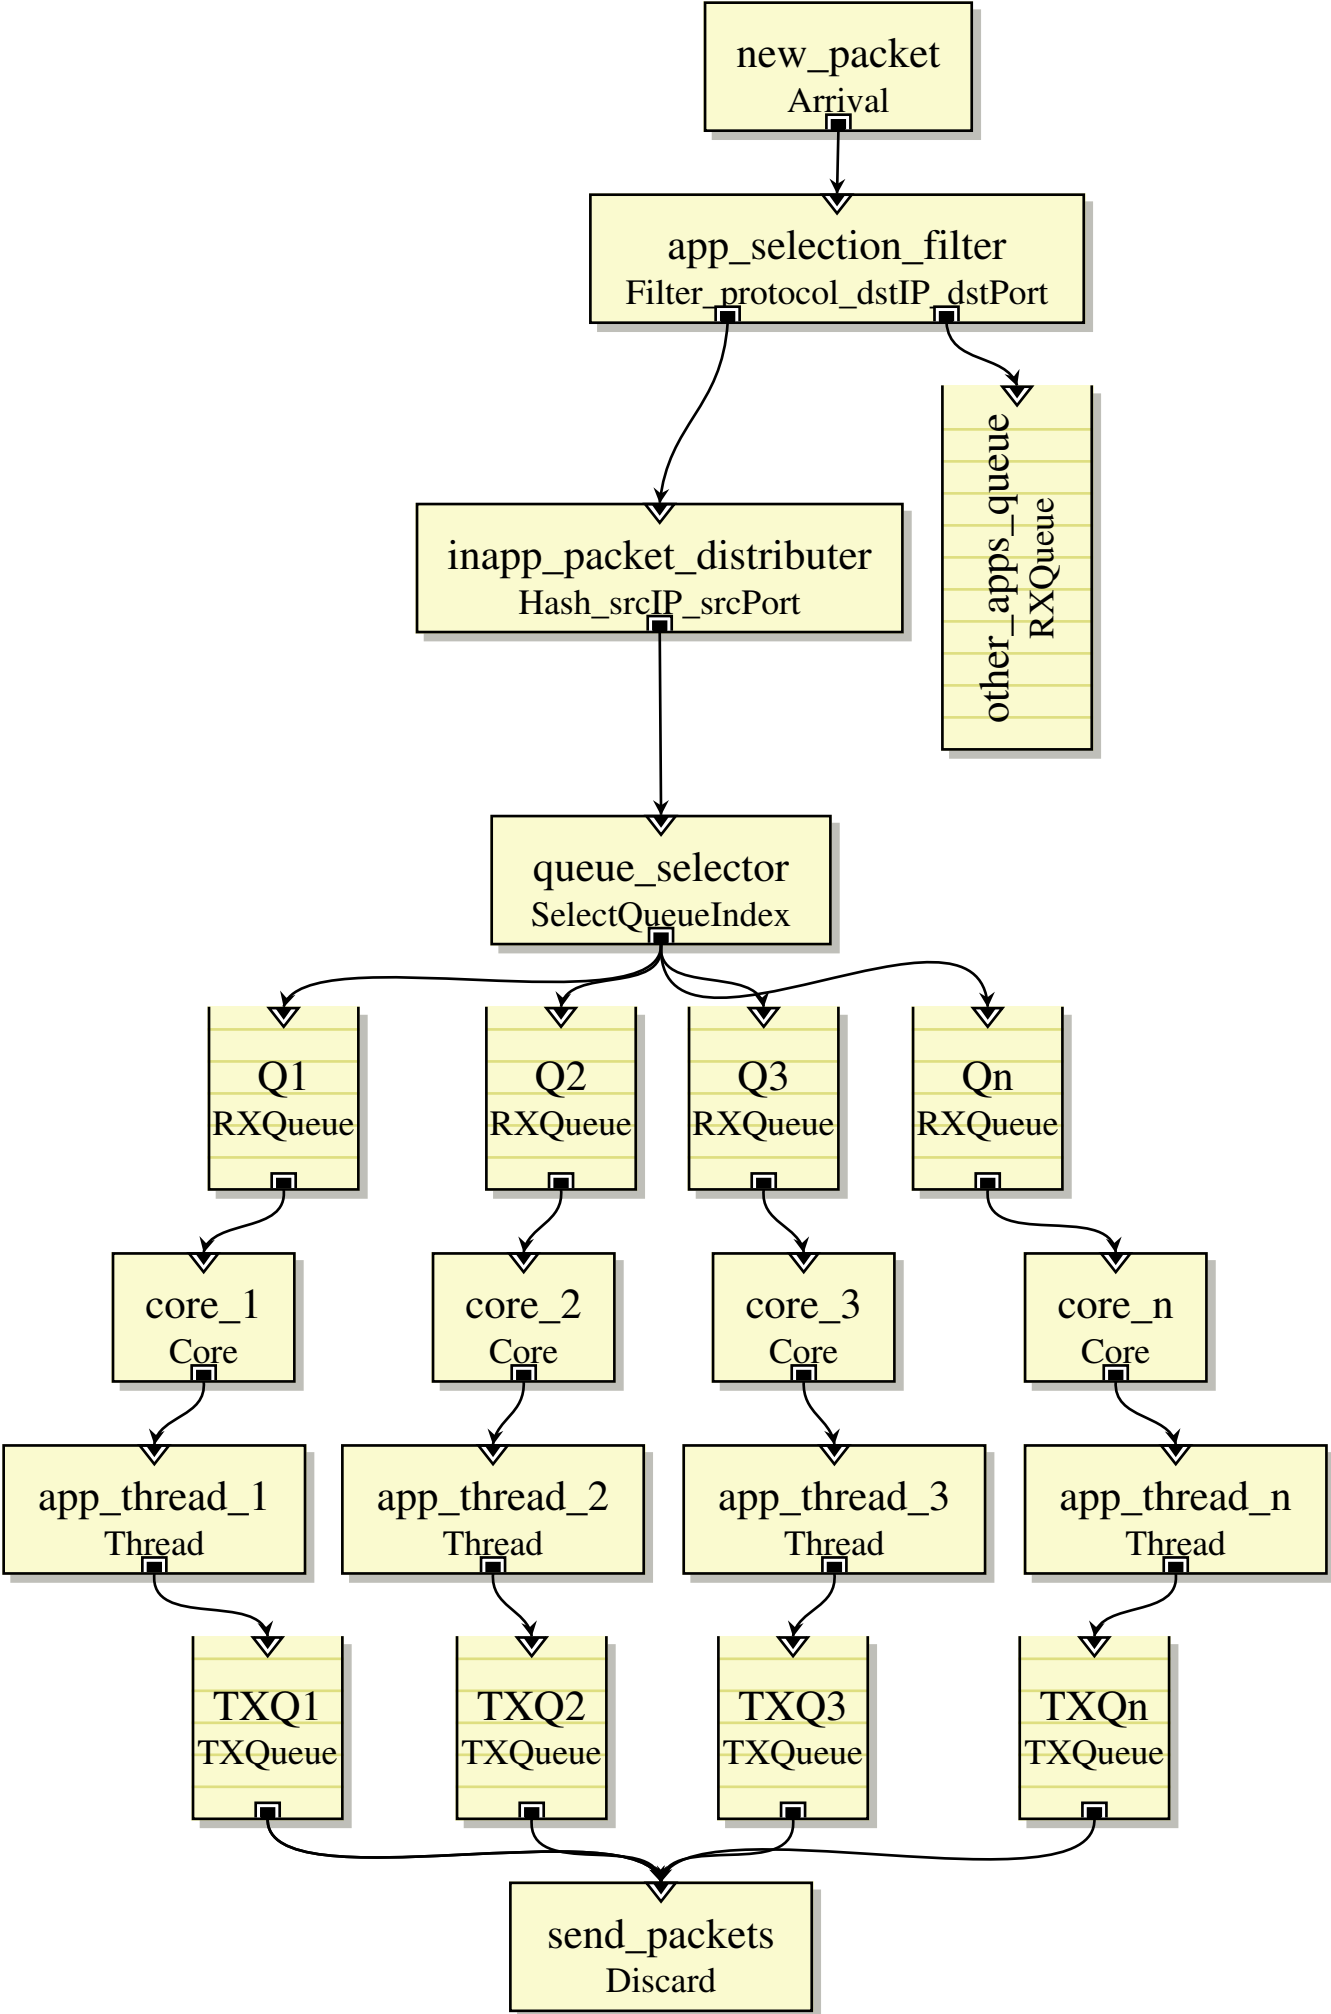 new_packet
Arrival
app_selection_filter
Filter_protocol_dstIP_dstPort
other_apps_queue
RXQueue
inapp_packet_distributer
Hash_srcIP_srcPort
queue_selector
SelectQueueIndex
Q1
RXQueue
Q2
RXQueue
Q3
RXQueue
Qn
RXQueue
core_1
Core
core_2
Core
core_3
Core
core_n
Core
app_thread_1
Thread
app_thread_2
Thread
app_thread_3
Thread
app_thread_n
Thread
TXQ1
TXQueue
TXQ2
TXQueue
TXQ3
TXQueue
TXQn
TXQueue
send_packets
Discard